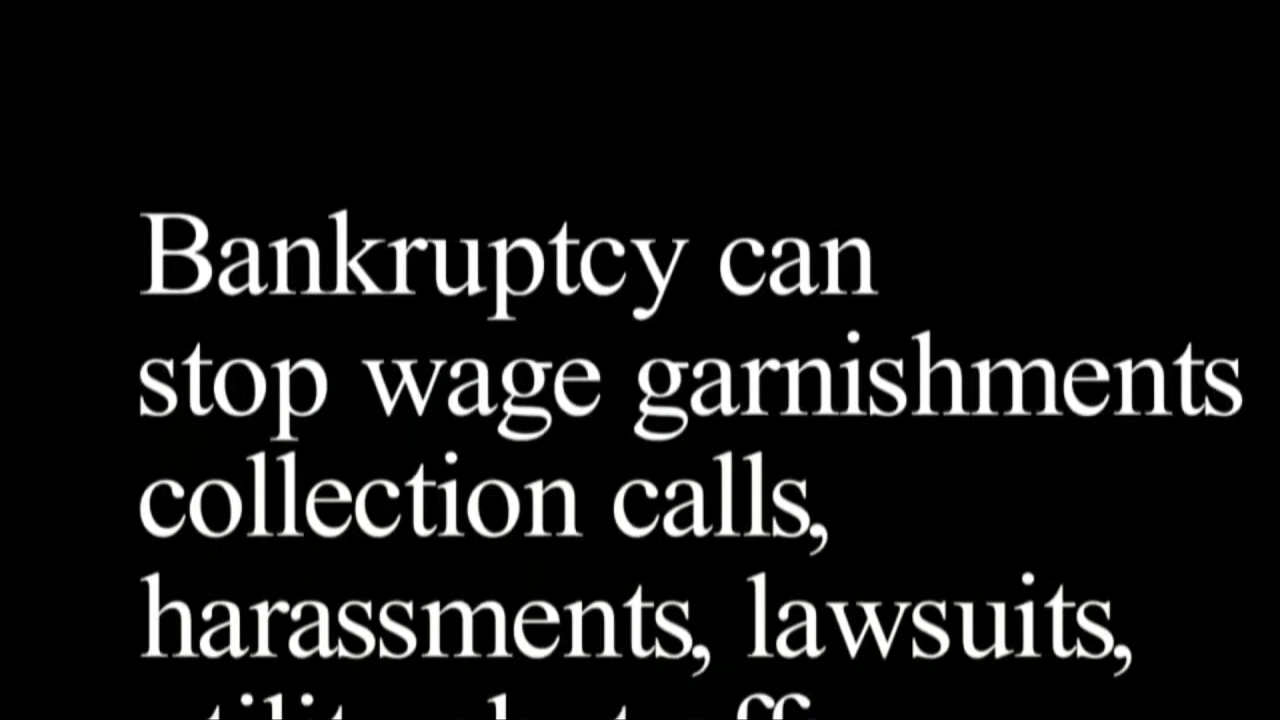 Bankruptcy can
stop wage garnishments
collection calls,
harassments, lawsuits,